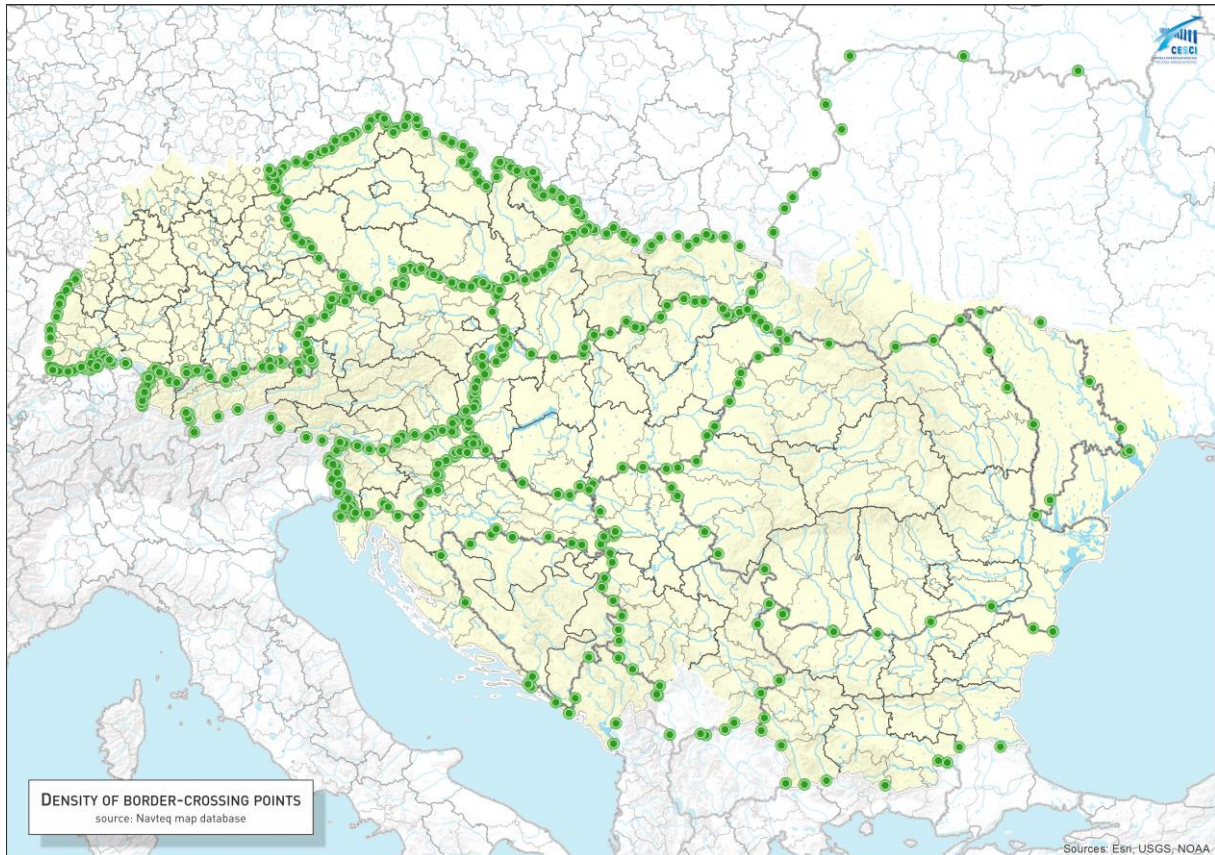 CESCI
DENSITY OF BORDER-CROSSING POINTS
source: Navteq map database
Sources: Esri, USGS, NOAA